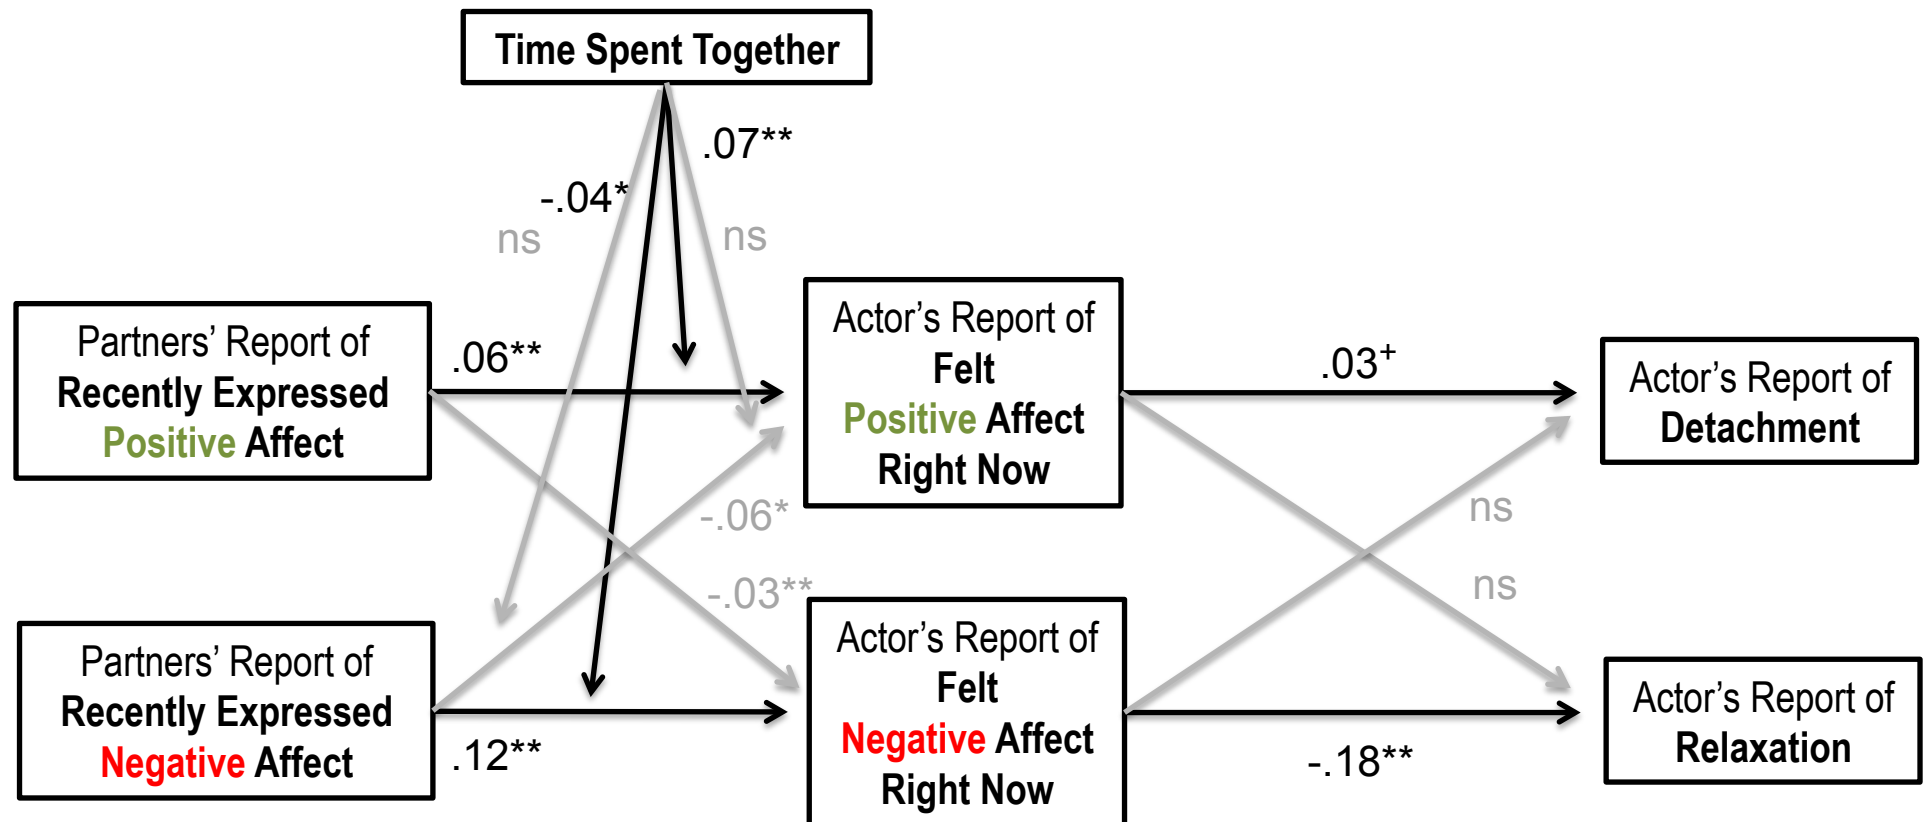 Time Spent Together
.07**
-.04*
ns
ns
Partners’ Report of
Recently Expressed
Positive Affect
.06**
Actor’s Report of
Felt
Positive Affect
Right Now
.03+
Actor’s Report of
Detachment
-.06*
ns
-.03**
ns
Partners’ Report of
Recently Expressed
Negative Affect
.12**
Actor’s Report of
Felt
Negative Affect
Right Now
-.18**
Actor’s Report of
Relaxation